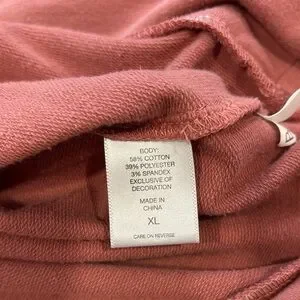 BODY:
58% COTTON
39% POLYESTER
3% SPANDEX
EXCLUSIVE OF
DECORATION
MADE IN
CHINA
XL
CARE ON REVERSE